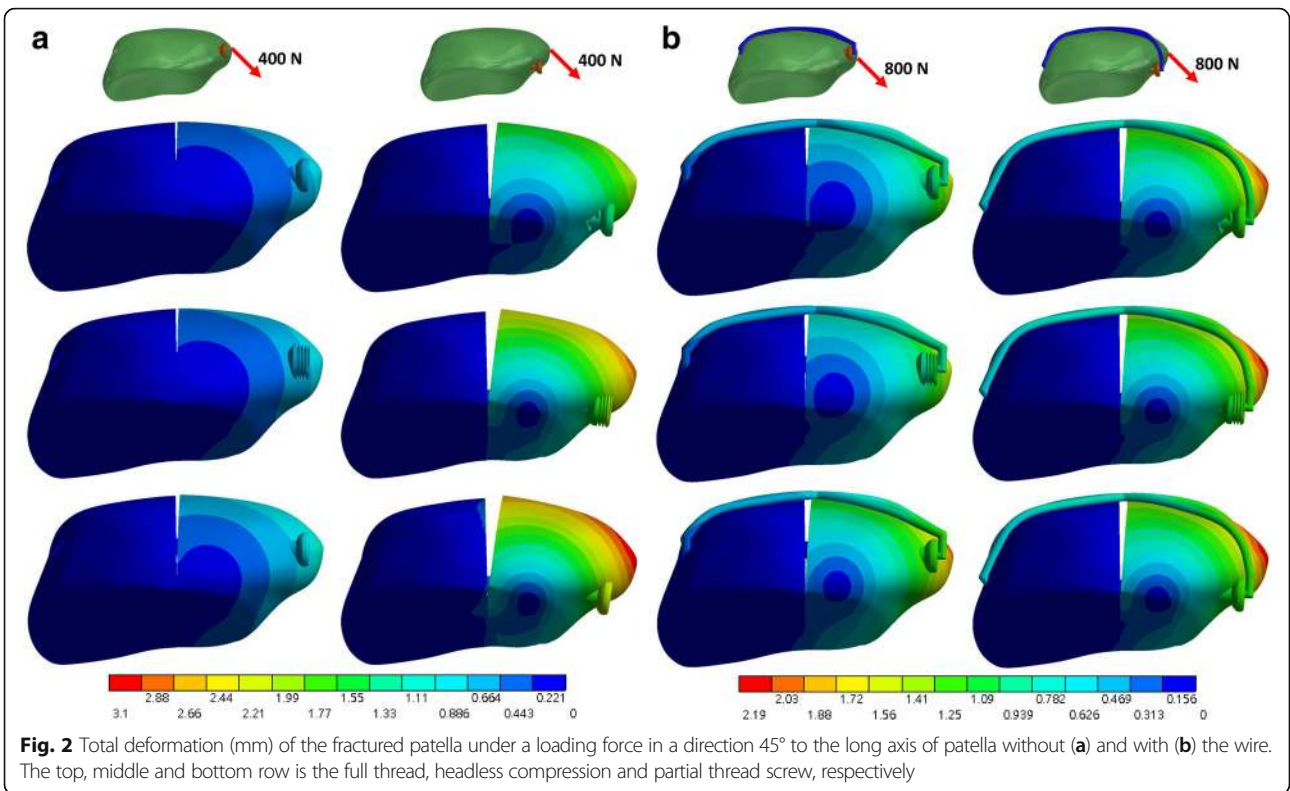 a
400 N
400 N
b
800 N
800 N
2.88 2.44 1.99 1.55 1.11 0.664 0.221
3.1 2.66 2.21 1.77 1.33 0.886 0.443 0
2.03 1.72 1.41 1.09 0.782 0.469 0.156
2.19 1.88 1.56 1.25 0.939 0.626 0.313 0
Fig. 2 Total deformation (mm) of the fractured patella under a loading force in a direction 45° to the long axis of patella without (a) and with (b) the wire.
The top, middle and bottom row is the full thread, headless compression and partial thread screw, respectively